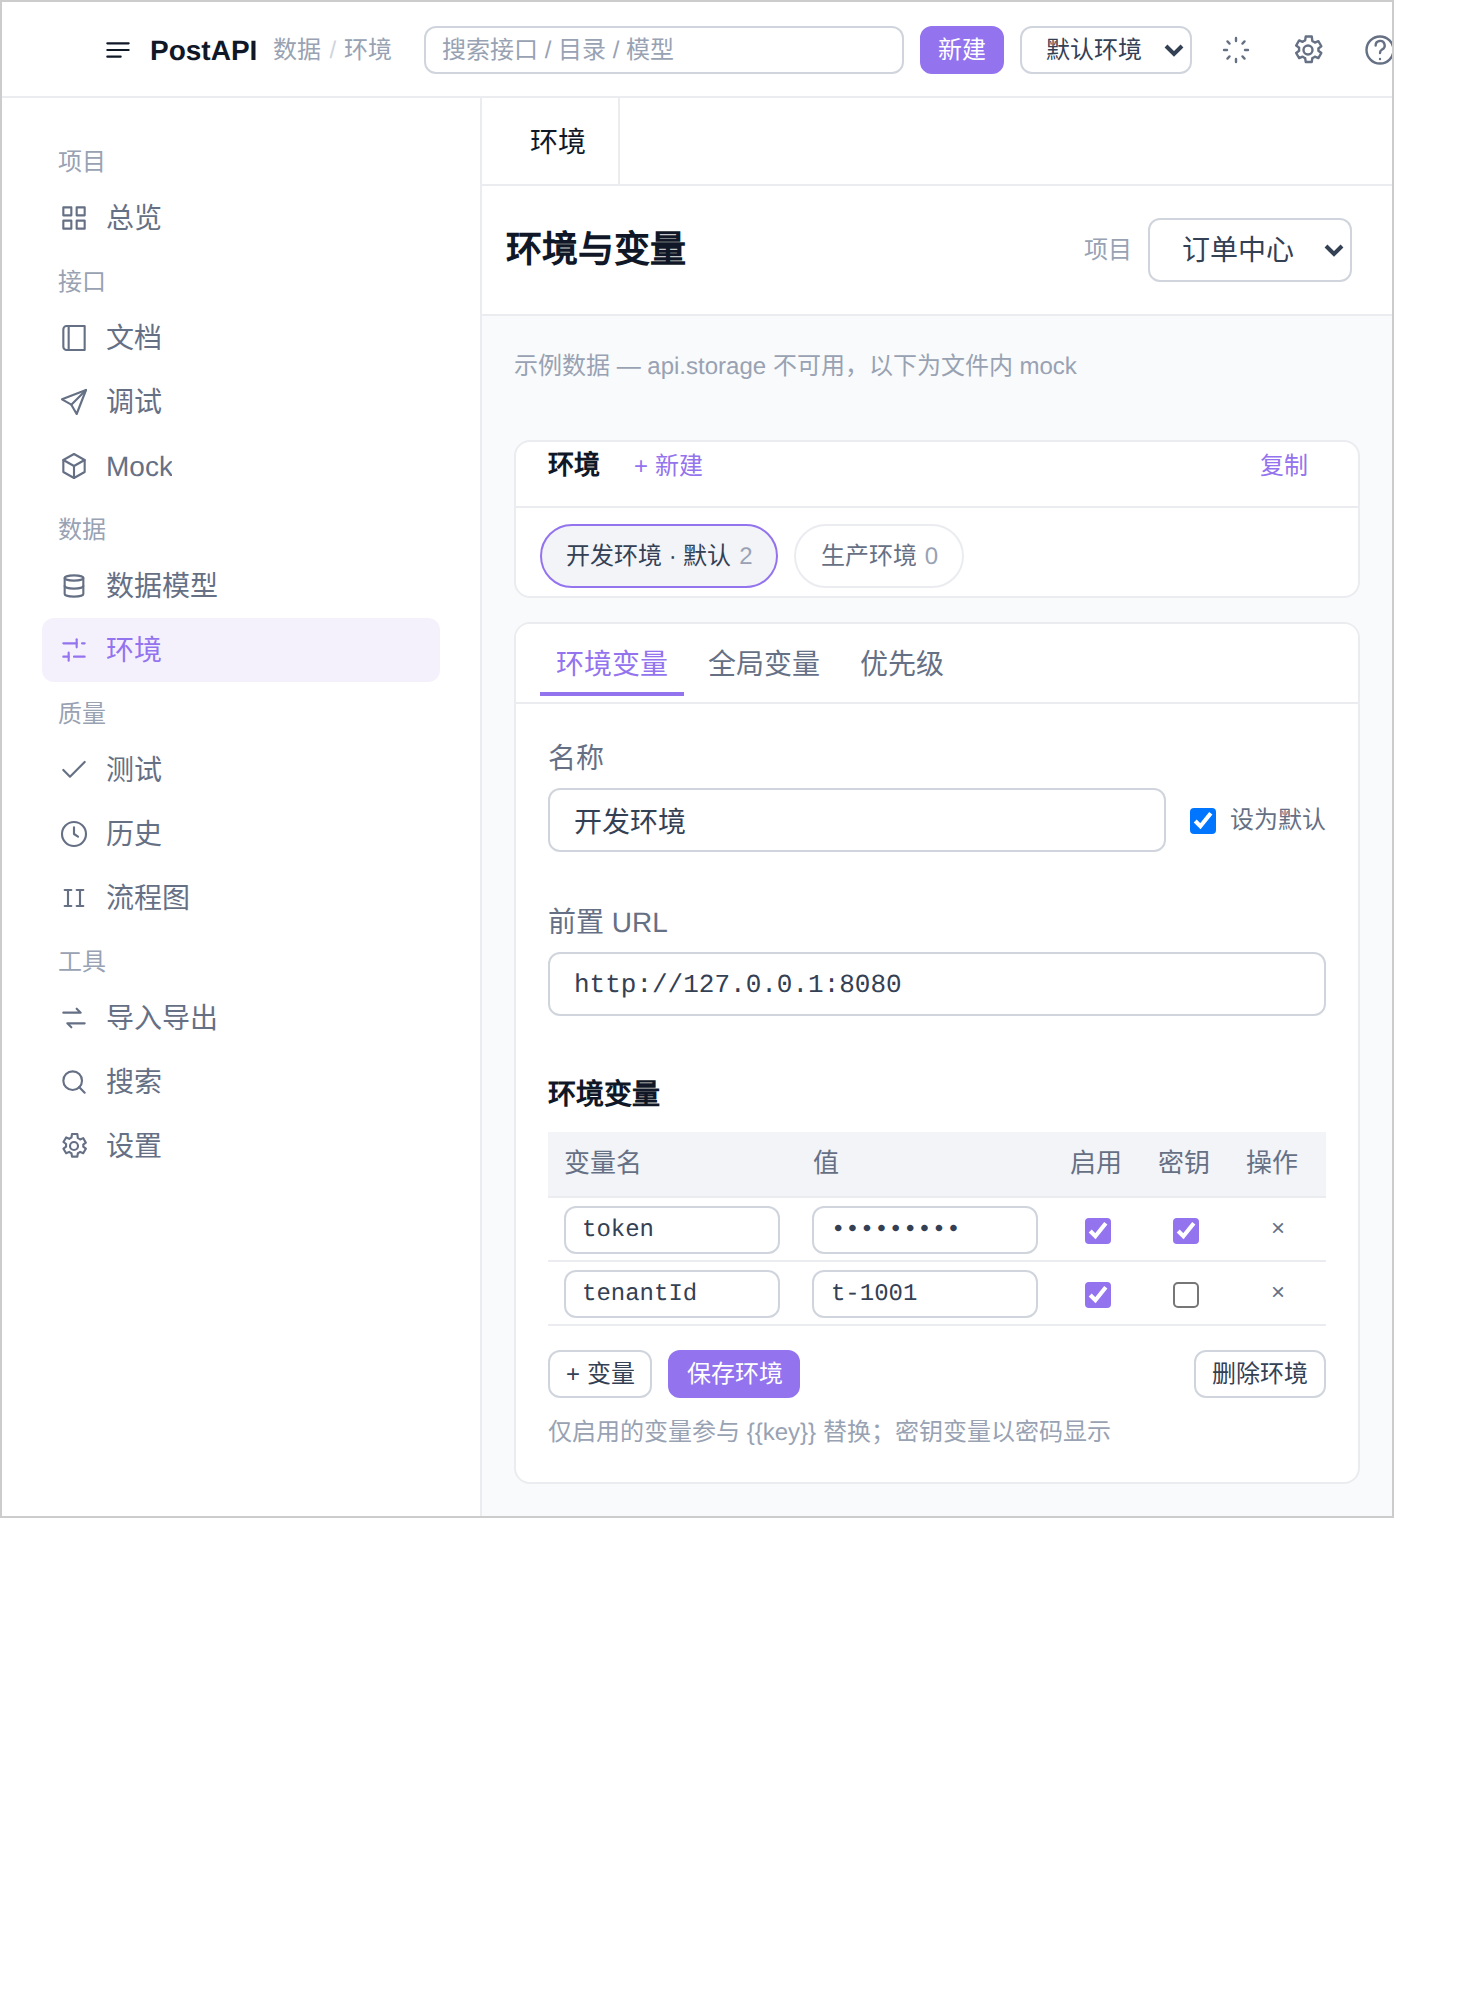 PostAPI 数据 / 环境 搜索接口 / 目录 / 模型 新建 默认环境
项目
总览
接口
文档
调试
Mock
数据
数据模型
环境
质量
测试
历史
流程图
工具
导入导出
搜索
设置
环境
环境与变量 项目 订单中心
示例数据 — api.storage 不可用，以下为文件内 mock
环境 + 新建 复制
开发环境 · 默认 2 生产环境 0
环境变量 全局变量 优先级
名称
开发环境 设为默认
前置 URL
http://127.0.0.1:8080
环境变量
变量名 值 启用 密钥 操作
token ••••••••• ×
tenantId t-1001 ×
+ 变量 保存环境 删除环境
仅启用的变量参与 {{key}} 替换；密钥变量以密码显示